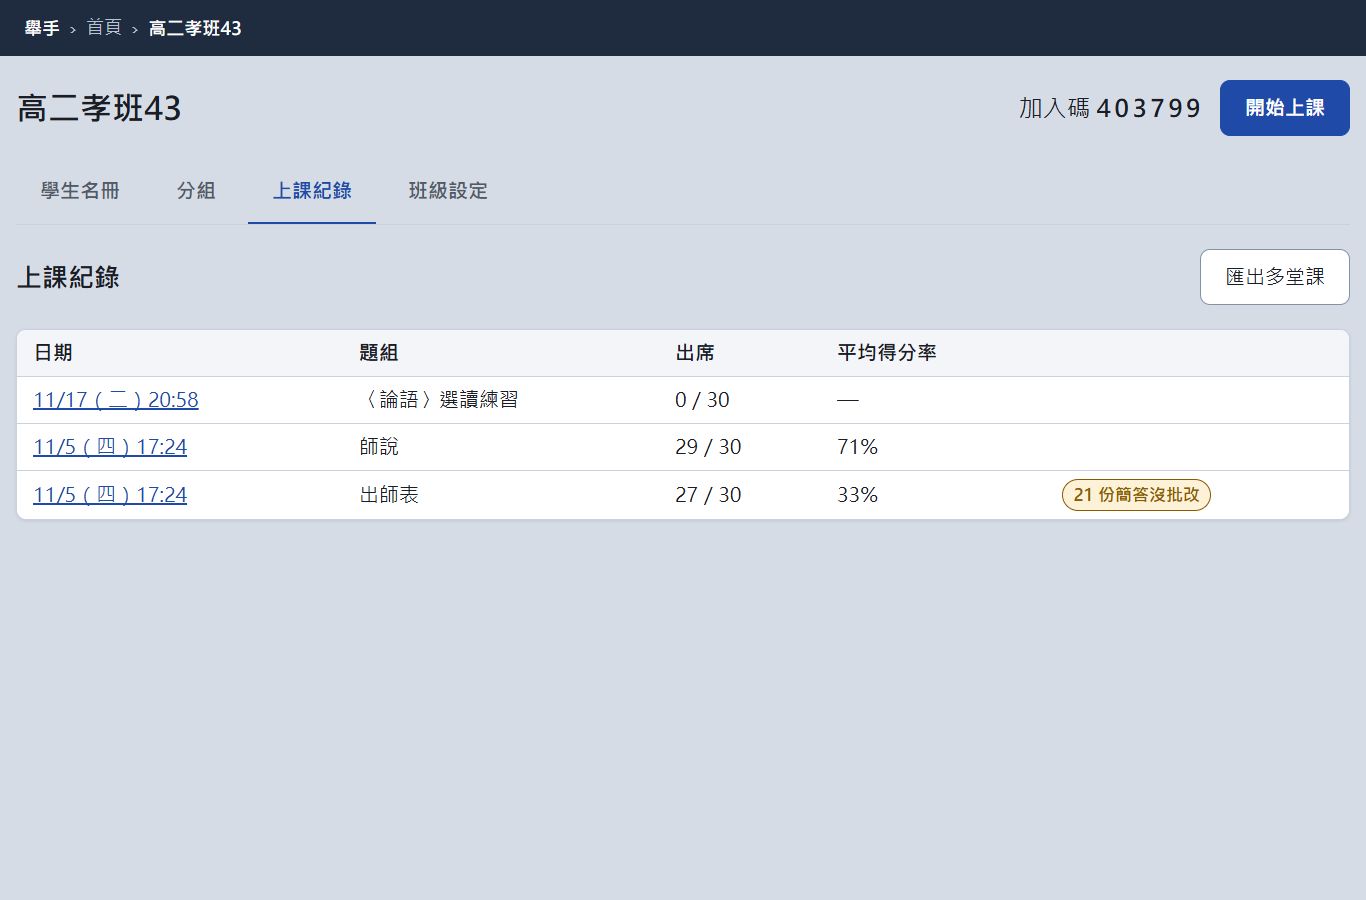 舉手 › 首頁 › 高二孝班43
高二孝班43
加入碼 403799
開始上課
學生名冊 分組 上課紀錄 班級設定
上課紀錄
匯出多堂課
日期 題組 出席 平均得分率
11/17（二）20:58 〈論語〉選讀練習 0 / 30 —
11/5（四）17:24 師說 29 / 30 71%
11/5（四）17:24 出師表 27 / 30 33% 21 份簡答沒批改